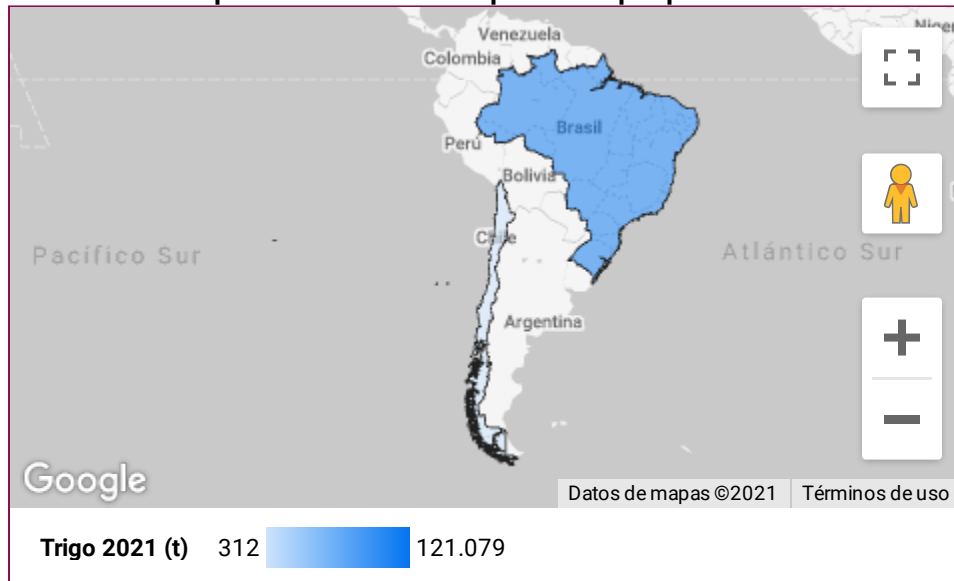 Venezuela
Colombia
Brasil
Perú
Bolivia
Chile
Pacífico Sur
Atlántico Sur
Argentina
Google
Datos de mapas ©2021
Términos de uso
Trigo 2021 (t) 312 121.079